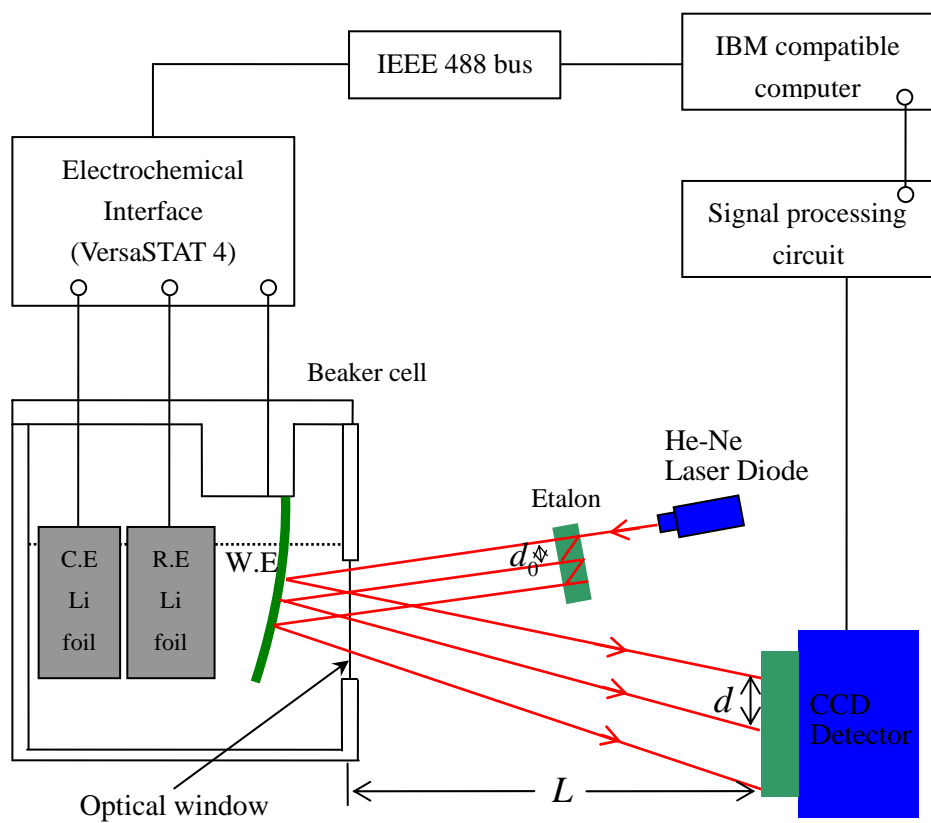 IEEE 488 bus
IBM compatible
computer
Electrochemical
Interface
(VersaSTAT 4)
Signal processing
circuit
Beaker cell
He-Ne
Laser Diode
Etalon
d₀
C.E
Li
foil
R.E
Li
foil
W.E
d
CCD
Detector
L
Optical window